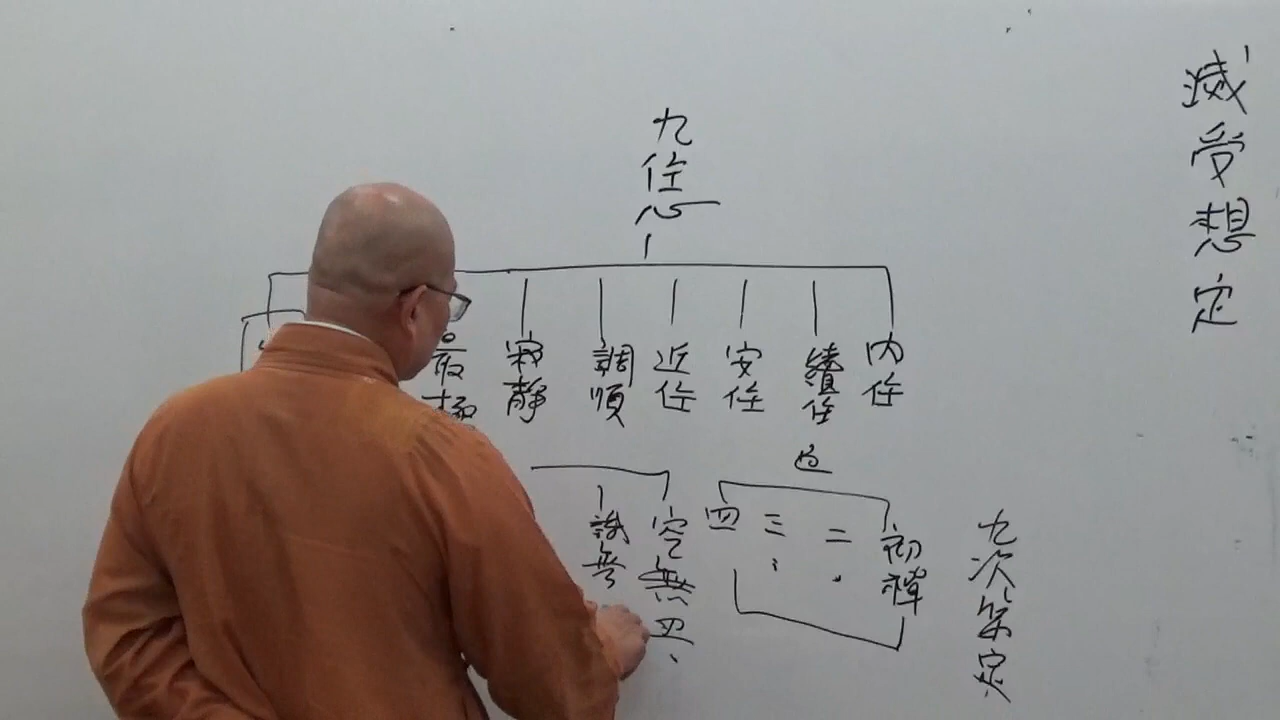 滅受想定
九住心
內住
續住
安住
近住
調順
寂靜
最極
九次第定
色
初禪
二
三
四
空無
識無